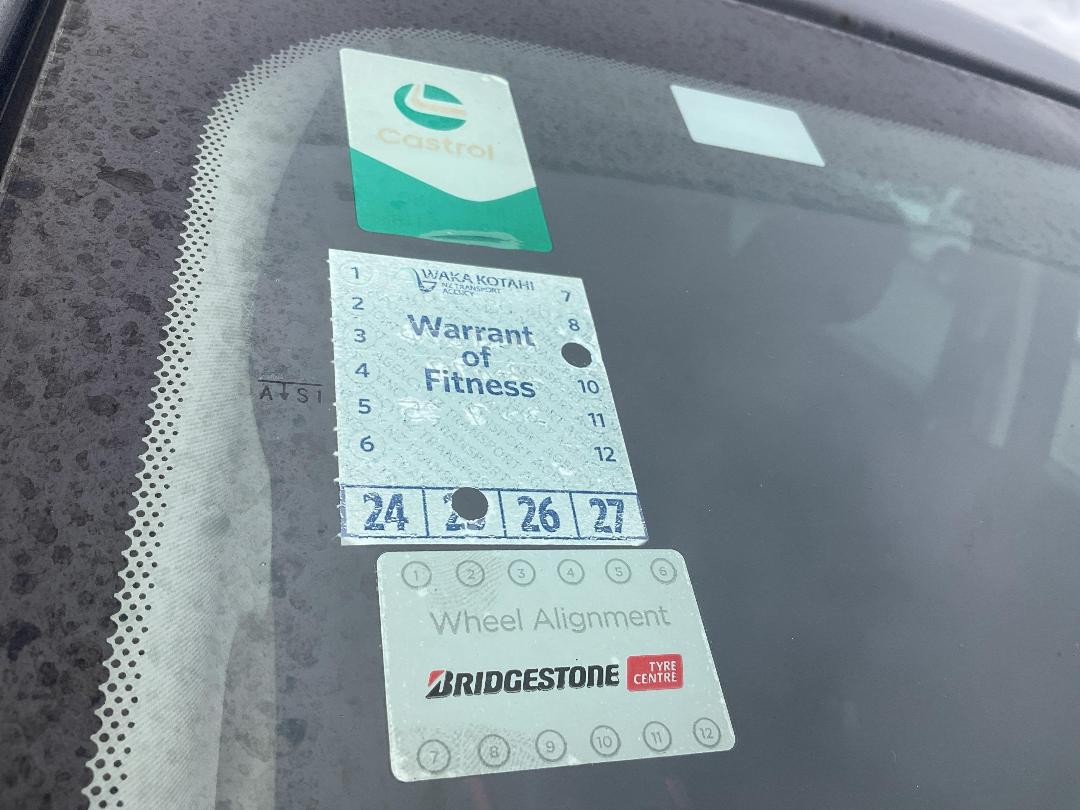 Castrol
WAKA KOTAHI
NZ TRANSPORT
AGENCY
1 7
2 8
3
4 10
5 11
6 12
Warrant
of
Fitness
A↓S1
24 25 26 27
1 2 3 4 5 6
Wheel Alignment
BRIDGESTONE
TYRE
CENTRE
7 8 9 10 11 12